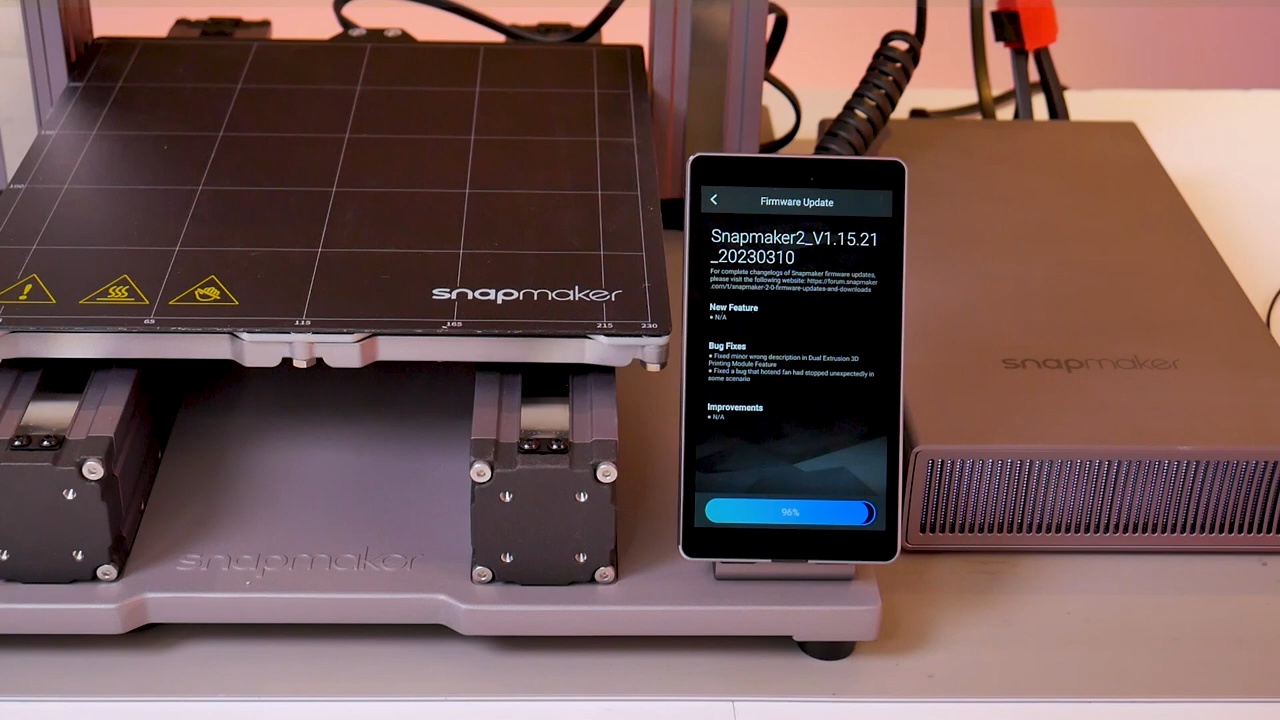 Firmware Update
Snapmaker2_V1.15.21
_20230310
For complete changelogs of Snapmaker firmware updates,
please visit the following website: https://forum.snapmaker
.com/t/snapmaker-2-0-firmware-updates-and-downloads
New Feature
• N/A
Bug Fixes
• Fixed minor wrong description in Dual Extrusion 3D
Printing Module Feature
• Fixed a bug that hotend fan had stopped unexpectedly in
some scenario
Improvements
• N/A
96%
snapmaker
65
115
165
215
230
snapmaker
snapmaker